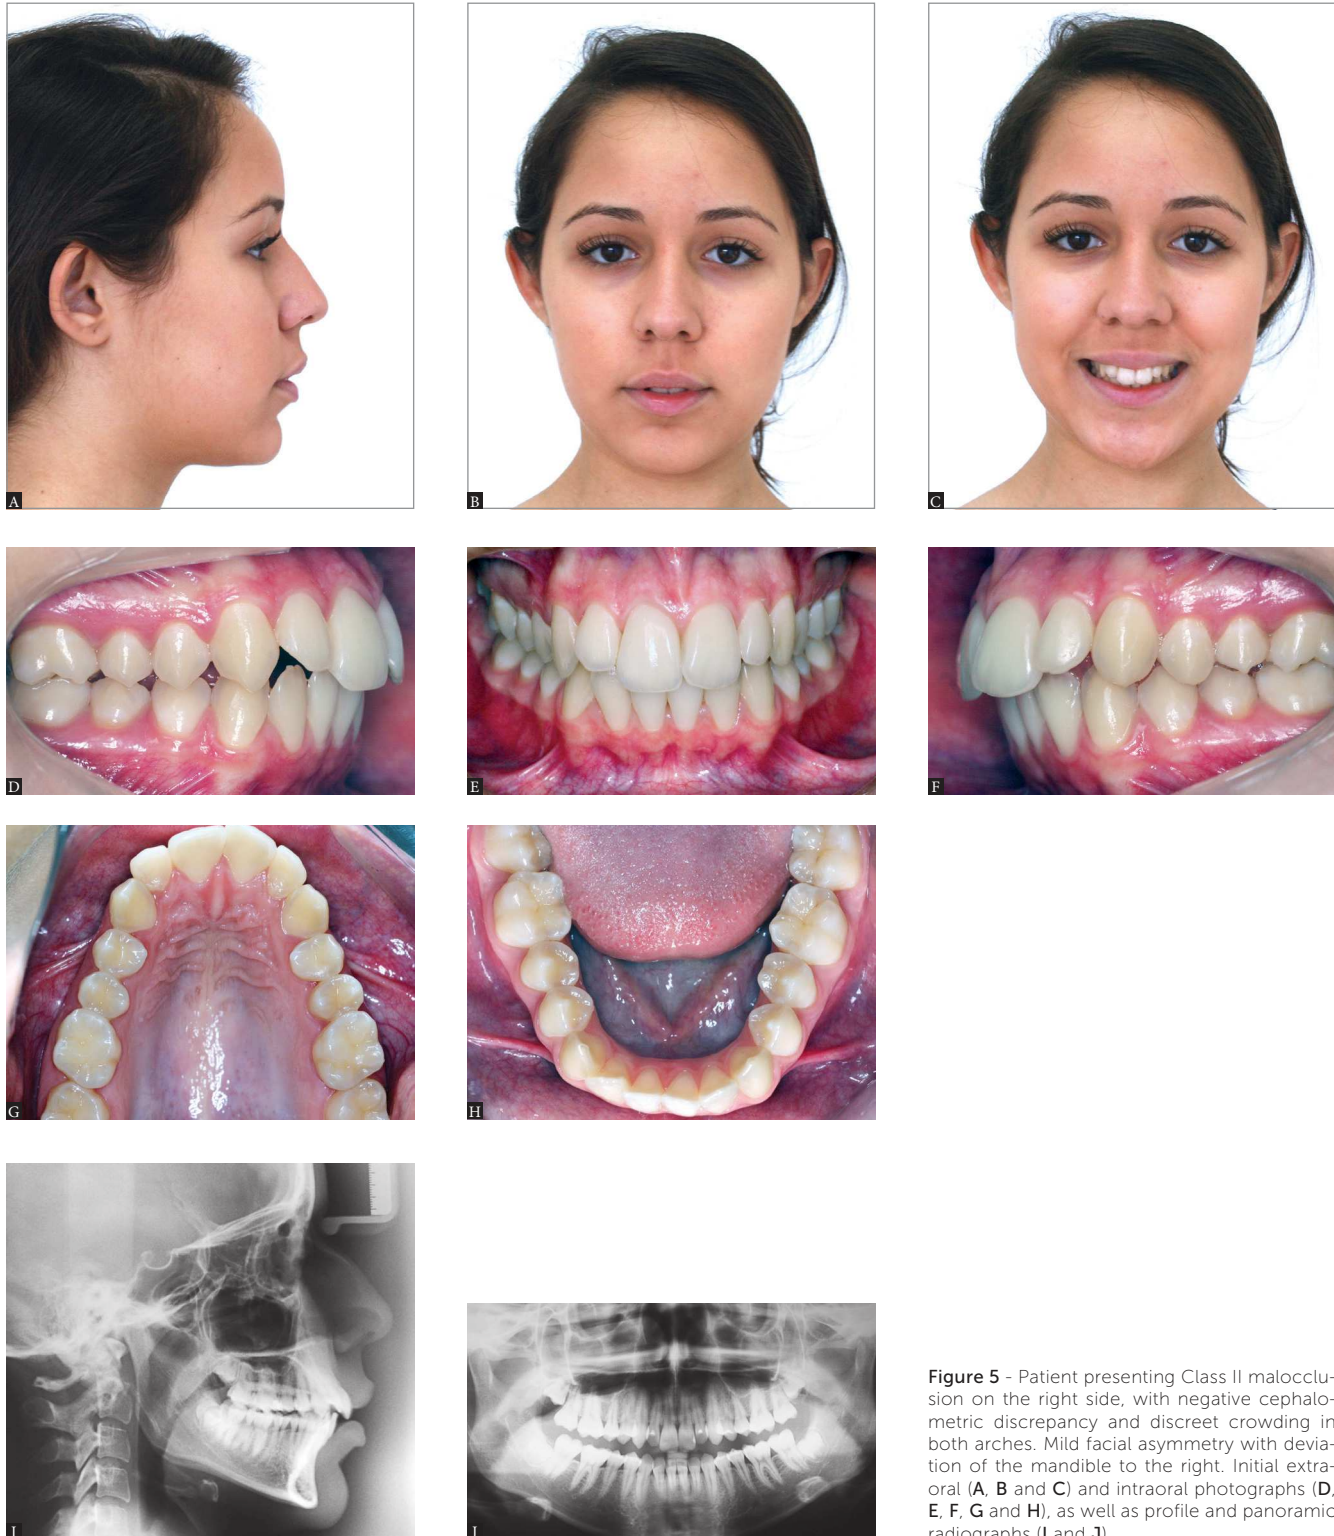 A
B
C
D
E
F
G
H
I
J
Figure 5 - Patient presenting Class II malocclu-
sion on the right side, with negative cephalo-
metric discrepancy and discreet crowding in
both arches. Mild facial asymmetry with devia-
tion of the mandible to the right. Initial extra-
oral (A, B and C) and intraoral photographs (D,
E, F, G and H), as well as profile and panoramic
radiographs (I and J).